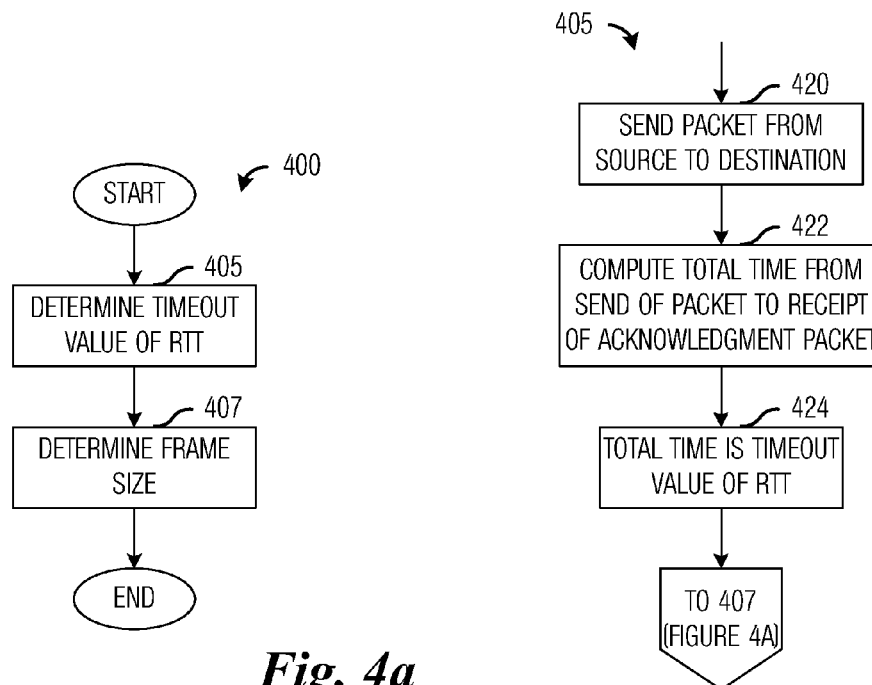 400
START
405
DETERMINE TIMEOUT
VALUE OF RTT
407
DETERMINE FRAME
SIZE
END
Fig. 4a
405
420
SEND PACKET FROM
SOURCE TO DESTINATION
422
COMPUTE TOTAL TIME FROM
SEND OF PACKET TO RECEIPT
OF ACKNOWLEDGMENT PACKET
424
TOTAL TIME IS TIMEOUT
VALUE OF RTT
TO 407
(FIGURE 4A)